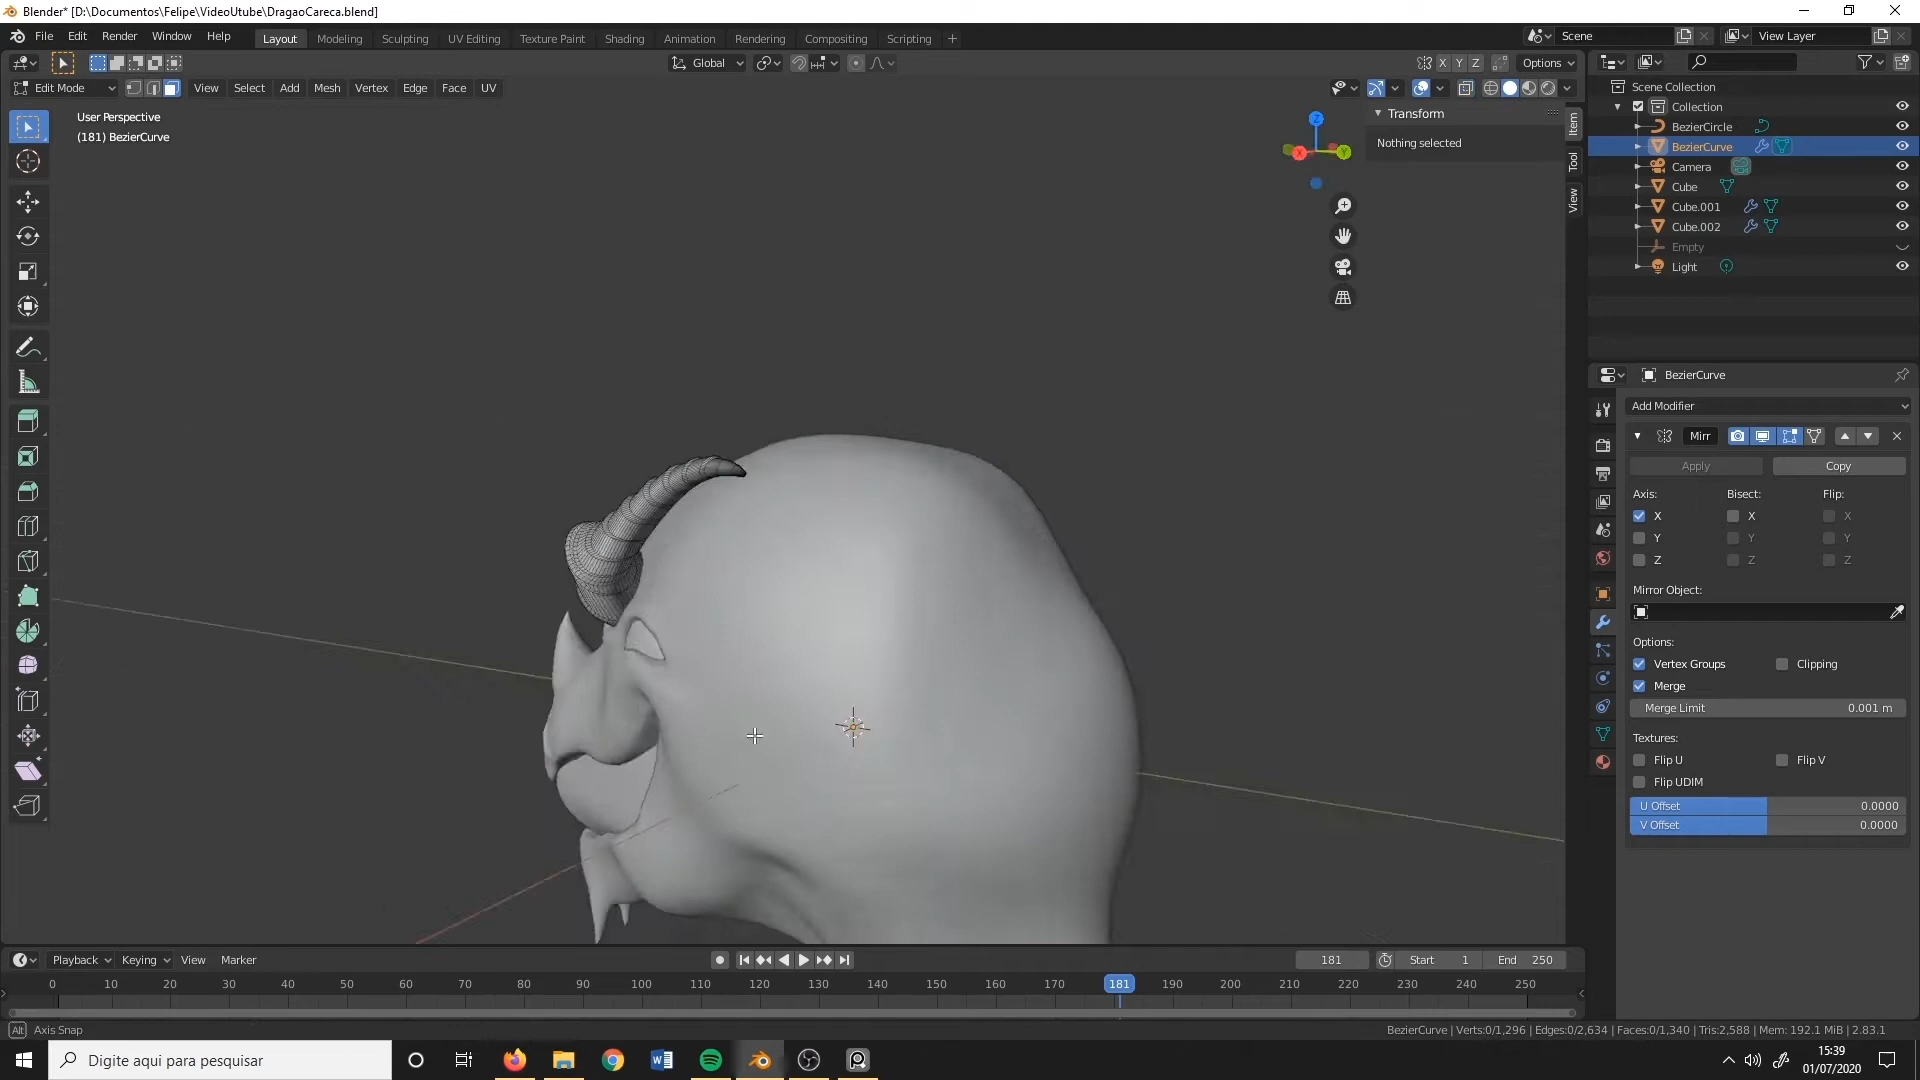 Blender* [D:\Documentos\Felipe\VideoUtube\DragaoCareca.blend]
File Edit Render Window Help Layout Modeling Sculpting UV Editing Texture Paint Shading Animation Rendering Compositing Scripting + Scene View Layer
Global X Y Z Options
Edit Mode View Select Add Mesh Vertex Edge Face UV
User Perspective
(181) BezierCurve
Z
X
Y
Transform
Nothing selected
Item
Tool
View
Scene Collection
Collection
BezierCircle
BezierCurve
Camera
Cube
Cube.001
Cube.002
Empty
Light
BezierCurve
Add Modifier
Mirr
Apply Copy
Axis: Bisect: Flip:
X X X
Y Y Y
Z Z Z
Mirror Object:
Options:
Vertex Groups Clipping
Merge
Merge Limit 0.001 m
Textures:
Flip U Flip V
Flip UDIM
U Offset 0.0000
V Offset 0.0000
Playback Keying View Marker 181 Start 1 End 250
0 10 20 30 40 50 60 70 80 90 100 110 120 130 140 150 160 170 181 190 200 210 220 230 240 250
Alt Axis Snap
BezierCurve | Verts:0/1,296 | Edges:0/2,634 | Faces:0/1,340 | Tris:2,588 | Mem: 192.1 MiB | 2.83.1
Digite aqui para pesquisar
15:39
01/07/2020